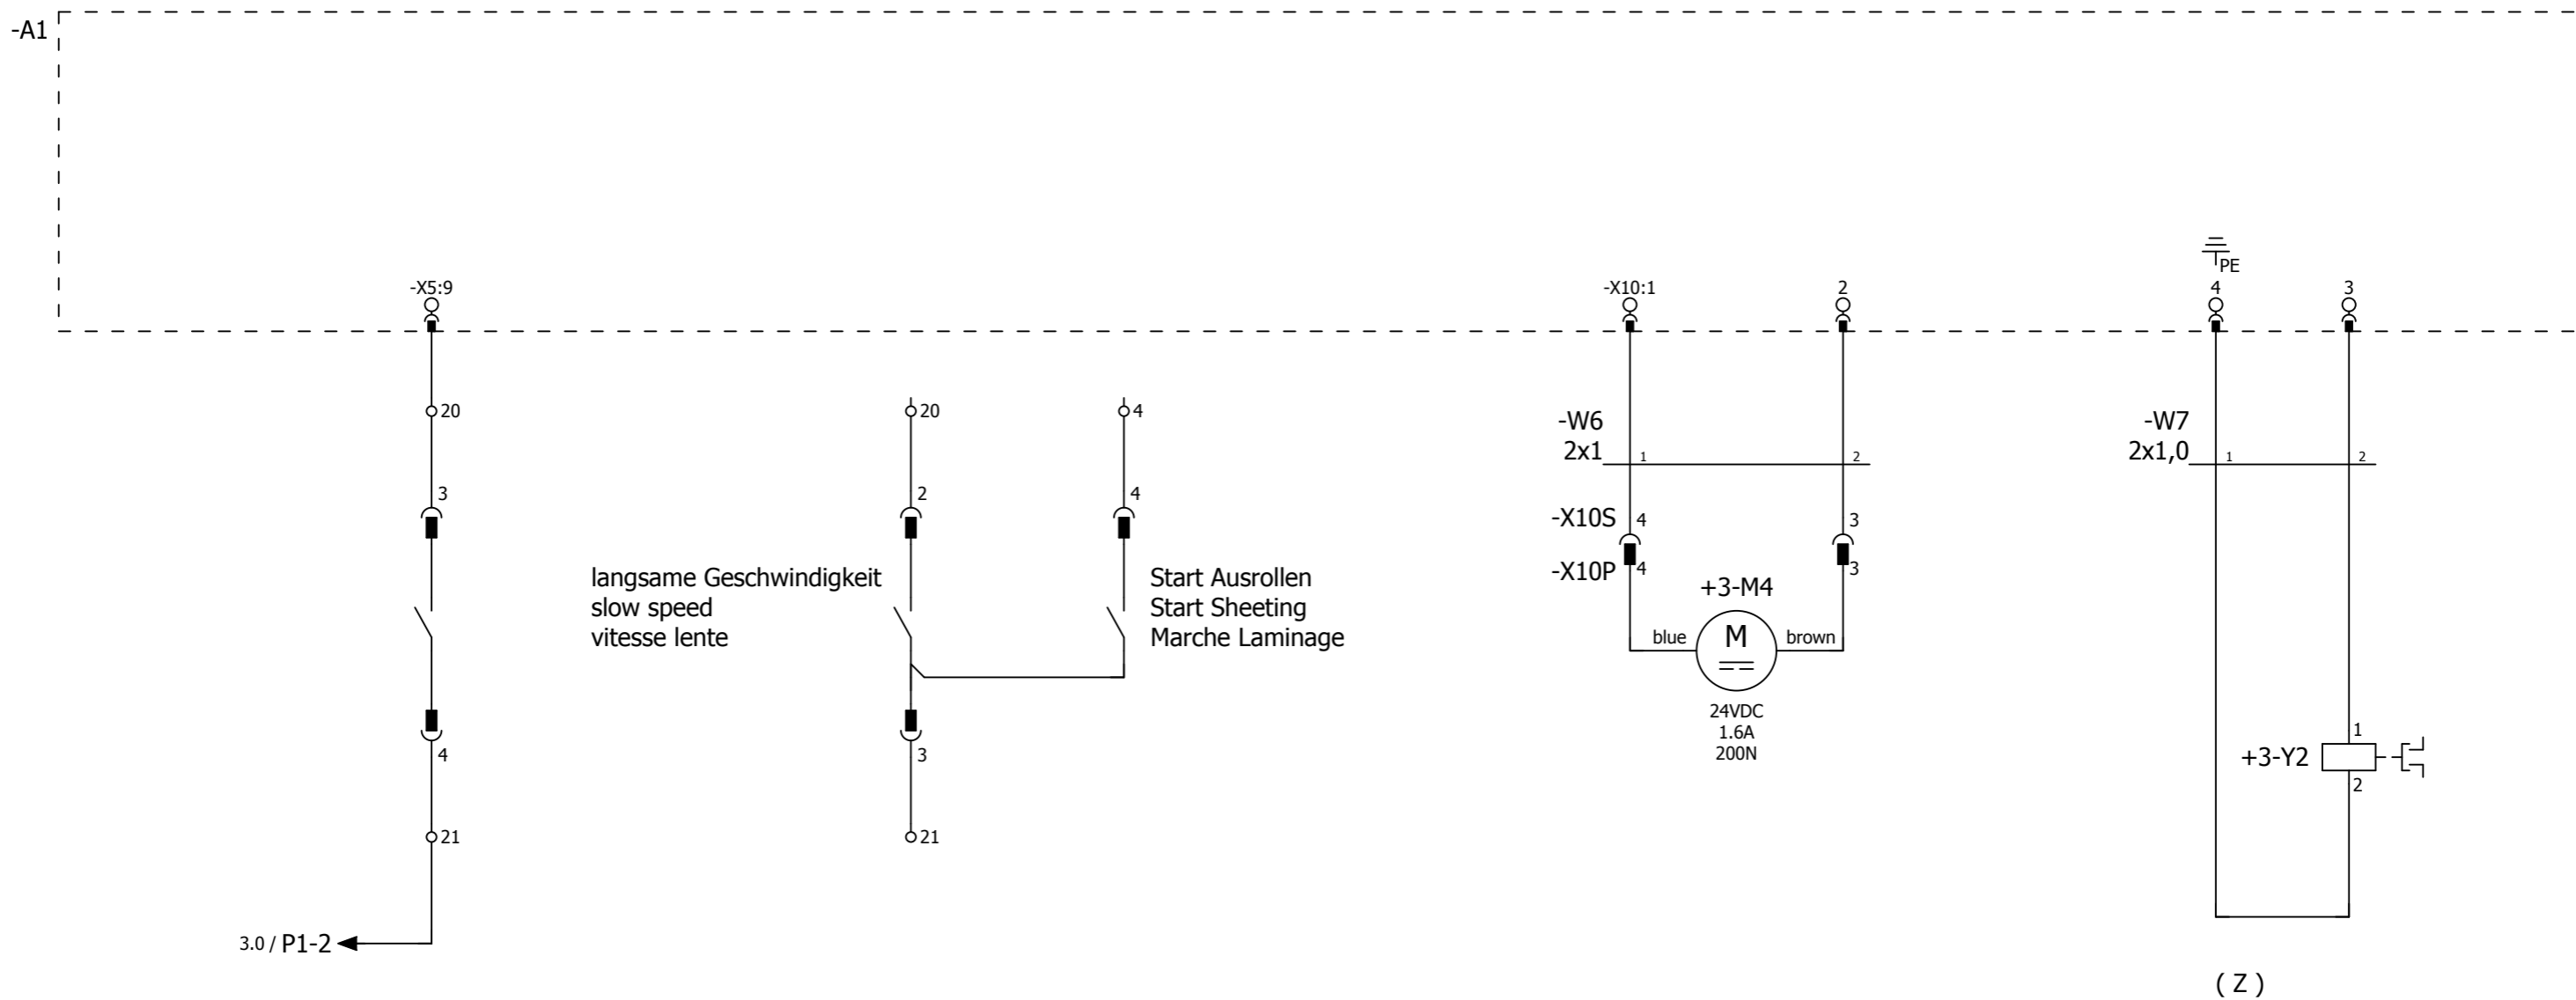 -A1
PE
-X5:9
-X10:1
2
4
3
20
20
4
-W6
2x1
1
2
-W7
2x1,0
1
2
3
2
4
-X10S
4
3
-X10P
4
3
langsame Geschwindigkeit
slow speed
vitesse lente
Start Ausrollen
Start Sheeting
Marche Laminage
+3-M4
blue
M
brown
24VDC
1.6A
200N
4
3
1
+3-Y2
2
21
21
3.0 / P1-2
( Z )